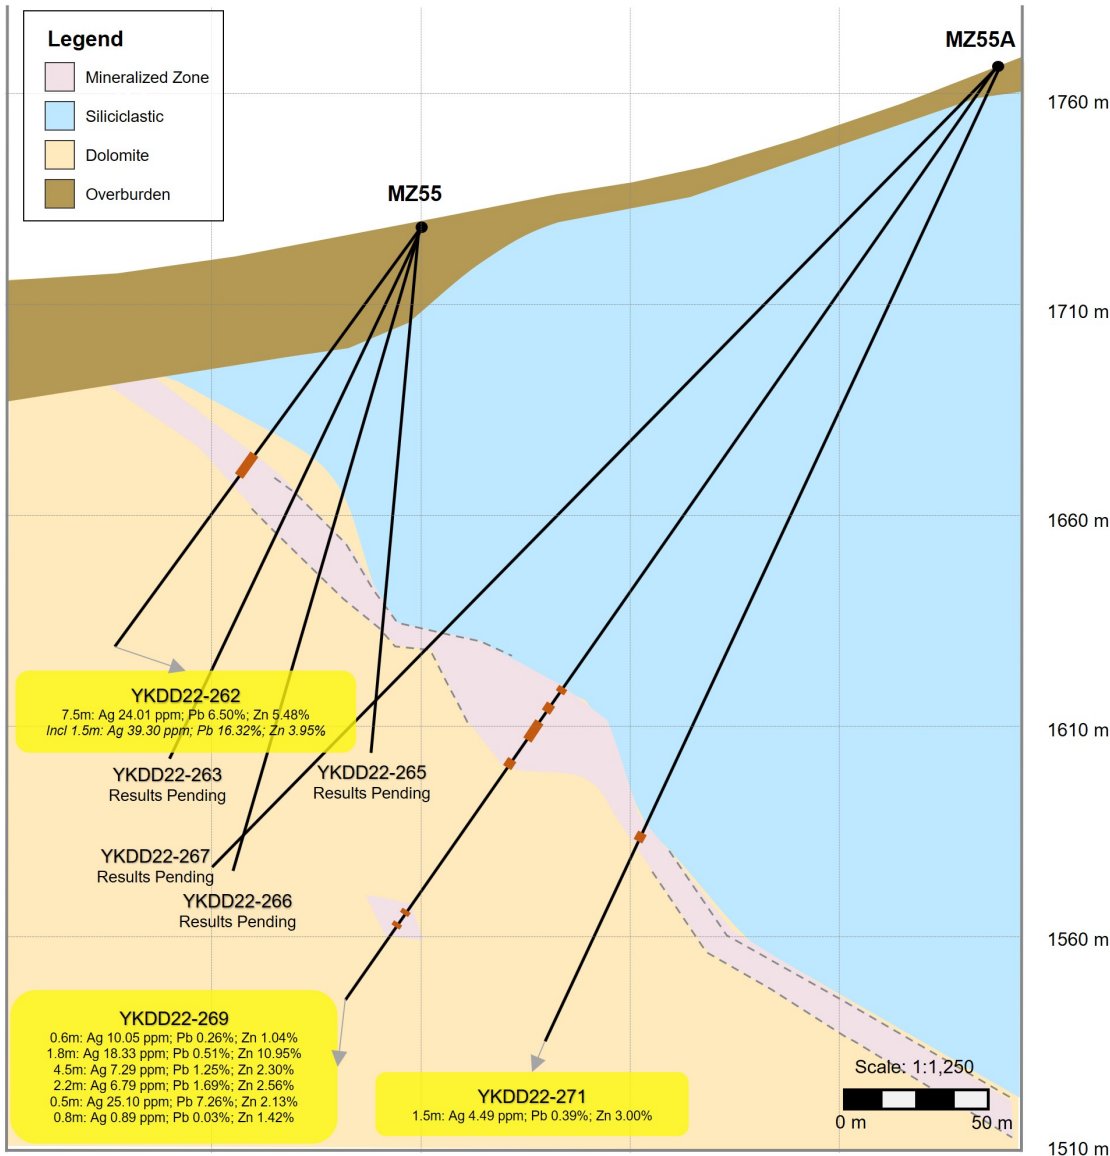 Legend
Mineralized Zone
Siliciclastic
Dolomite
Overburden
MZ55A
MZ55
1760 m
1710 m
1660 m
1610 m
1560 m
1510 m
YKDD22-262
7.5m: Ag 24.01 ppm; Pb 6.50%; Zn 5.48%
Incl 1.5m: Ag 39.30 ppm; Pb 16.32%; Zn 3.95%
YKDD22-263
Results Pending
YKDD22-265
Results Pending
YKDD22-267
Results Pending
YKDD22-266
Results Pending
YKDD22-269
0.6m: Ag 10.05 ppm; Pb 0.26%; Zn 1.04%
1.8m: Ag 18.33 ppm; Pb 0.51%; Zn 10.95%
4.5m: Ag 7.29 ppm; Pb 1.25%; Zn 2.30%
2.2m: Ag 6.79 ppm; Pb 1.69%; Zn 2.56%
0.5m: Ag 25.10 ppm; Pb 7.26%; Zn 2.13%
0.8m: Ag 0.89 ppm; Pb 0.03%; Zn 1.42%
YKDD22-271
1.5m: Ag 4.49 ppm; Pb 0.39%; Zn 3.00%
Scale: 1:1,250
0 m 50 m